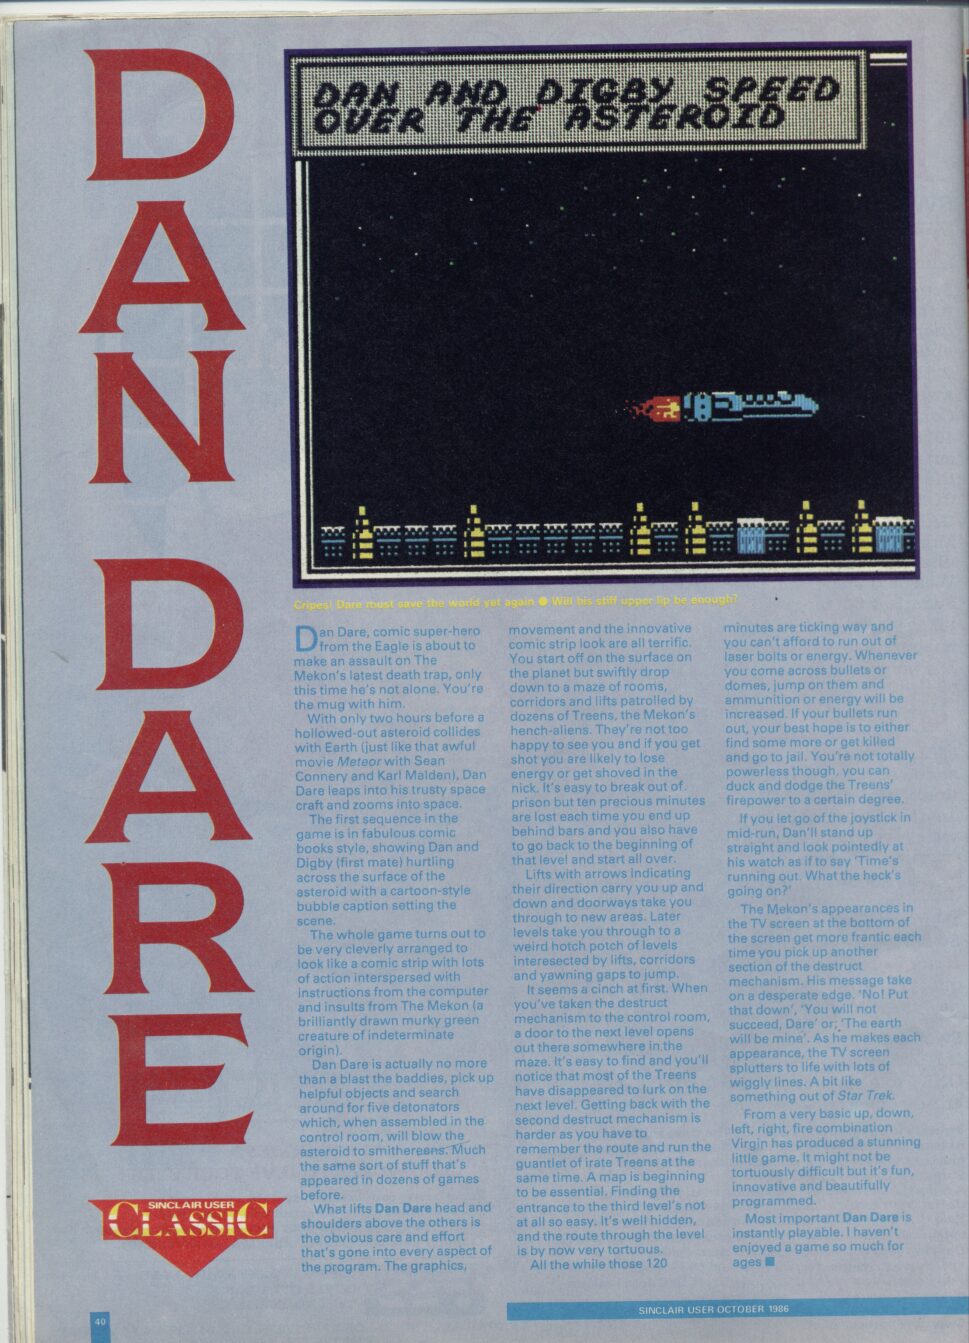 DAN DARE
DAN AND DIGBY SPEED
OVER THE ASTEROID
Cripes! Dare must save the world yet again ● Will his stiff upper lip be enough?
Dan Dare, comic super-hero
from the Eagle is about to
make an assault on The
Mekon's latest death trap, only
this time he's not alone. You're
the mug with him.
With only two hours before a
hollowed-out asteroid collides
with Earth (just like that awful
movie Meteor with Sean
Connery and Karl Malden), Dan
Dare leaps into his trusty space
craft and zooms into space.
The first sequence in the
game is in fabulous comic
books style, showing Dan and
Digby (first mate) hurtling
across the surface of the
asteroid with a cartoon-style
bubble caption setting the
scene.
The whole game turns out to
be very cleverly arranged to
look like a comic strip with lots
of action interspersed with
instructions from the computer
and insults from The Mekon (a
brilliantly drawn murky green
creature of indeterminate
origin).
Dan Dare is actually no more
than a blast the baddies, pick up
helpful objects and search
around for five detonators
which, when assembled in the
control room, will blow the
asteroid to smithereens. Much
the same sort of stuff that's
appeared in dozens of games
before.
What lifts Dan Dare head and
shoulders above the others is
the obvious care and effort
that's gone into every aspect of
the program. The graphics,
movement and the innovative
comic strip look are all terrific.
You start off on the surface on
the planet but swiftly drop
down to a maze of rooms,
corridors and lifts patrolled by
dozens of Treens, the Mekon's
hench-aliens. They're not too
happy to see you and if you get
shot you are likely to lose
energy or get shoved in the
nick. It's easy to break out of
prison but ten precious minutes
are lost each time you end up
behind bars and you also have
to go back to the beginning of
that level and start all over.
Lifts with arrows indicating
their direction carry you up and
down and doorways take you
through to new areas. Later
levels take you through to a
weird hotch potch of levels
interesected by lifts, corridors
and yawning gaps to jump.
It seems a cinch at first. When
you've taken the destruct
mechanism to the control room,
a door to the next level opens
out there somewhere in the
maze. It's easy to find and you'll
notice that most of the Treens
have disappeared to lurk on the
next level. Getting back with the
second destruct mechanism is
harder as you have to
remember the route and run the
guantlet of irate Treens at the
same time. A map is beginning
to be essential. Finding the
entrance to the third level's not
at all so easy. It's well hidden,
and the route through the level
is by now very tortuous.
All the while those 120
minutes are ticking way and
you can't afford to run out of
laser bolts or energy. Whenever
you come across bullets or
domes, jump on them and
ammunition or energy will be
increased. If your bullets run
out, your best hope is to either
find some more or get killed
and go to jail. You're not totally
powerless though, you can
duck and dodge the Treens'
firepower to a certain degree.
If you let go of the joystick in
mid-run, Dan'll stand up
straight and look pointedly at
his watch as if to say 'Time's
running out. What the heck's
going on?'
The Mekon's appearances in
the TV screen at the bottom of
the screen get more frantic each
time you pick up another
section of the destruct
mechanism. His message take
on a desperate edge. 'No! Put
that down', 'You will not
succeed, Dare' or; 'The earth
will be mine'. As he makes each
appearance, the TV screen
splutters to life with lots of
wiggly lines. A bit like
something out of Star Trek.
From a very basic up, down,
left, right, fire combination
Virgin has produced a stunning
little game. It might not be
tortuously difficult but it's fun,
innovative and beautifully
programmed.
Most important Dan Dare is
instantly playable. I haven't
enjoyed a game so much for
ages ■
SINCLAIR USER
CLASSIC
40
SINCLAIR USER OCTOBER 1986